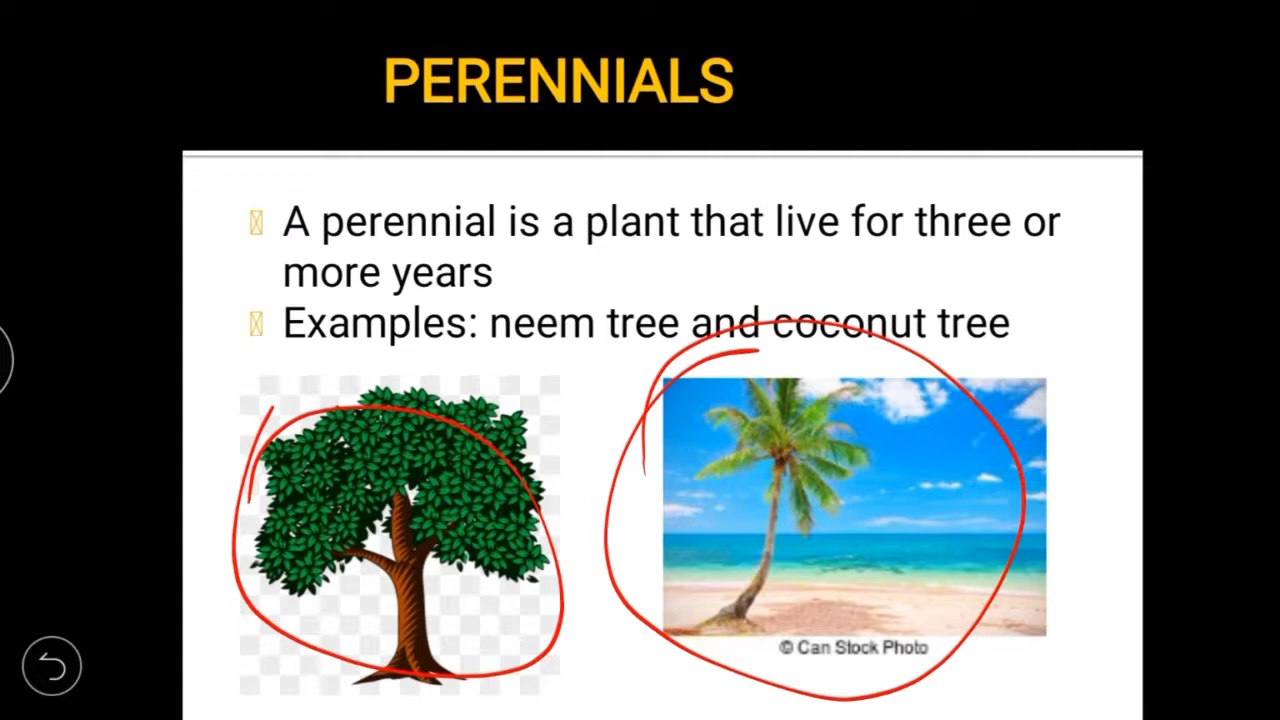 PERENNIALS
A perennial is a plant that live for three or
more years
Examples: neem tree and coconut tree
© Can Stock Photo